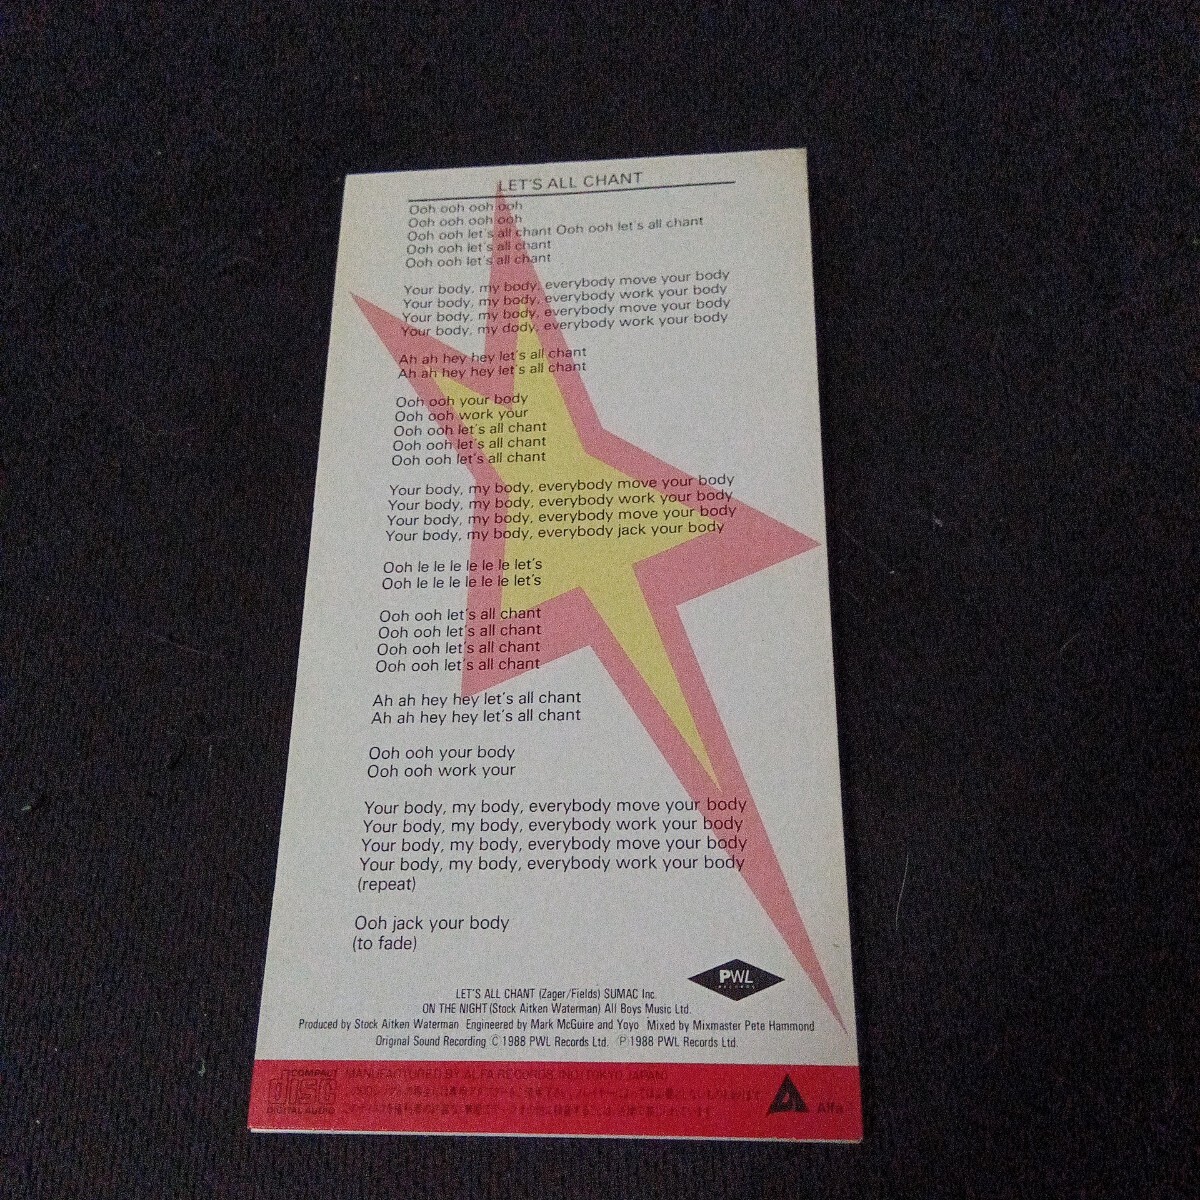 LET'S ALL CHANT
Ooh ooh ooh ooh
Ooh ooh ooh ooh
Ooh ooh let's all chant Ooh ooh let's all chant
Ooh ooh let's all chant
Ooh ooh let's all chant
Your body, my body, everybody move your body
Your body, my body, everybody work your body
Your body, my body, everybody move your body
Your body, my dody, everybody work your body
Ah ah hey hey let's all chant
Ah ah hey hey let's all chant
Ooh ooh your body
Ooh ooh work your
Ooh ooh let's all chant
Ooh ooh let's all chant
Ooh ooh let's all chant
Your body, my body, everybody move your body
Your body, my body, everybody work your body
Your body, my body, everybody move your body
Your body, my body, everybody jack your body
Ooh le le le le le le let's
Ooh le le le le le le let's
Ooh ooh let's all chant
Ooh ooh let's all chant
Ooh ooh let's all chant
Ooh ooh let's all chant
Ah ah hey hey let's all chant
Ah ah hey hey let's all chant
Ooh ooh your body
Ooh ooh work your
Your body, my body, everybody move your body
Your body, my body, everybody work your body
Your body, my body, everybody move your body
Your body, my body, everybody work your body
(repeat)
Ooh jack your body
(to fade)
PWL
RECORDS
LET'S ALL CHANT (Zager/Fields) SUMAC Inc.
ON THE NIGHT (Stock Aitken Waterman) All Boys Music Ltd.
Produced by Stock Aitken Waterman Engineered by Mark McGuire and Yoyo Mixed by Mixmaster Pete Hammond
Original Sound Recording © 1988 PWL Records Ltd. ℗ 1988 PWL Records Ltd.
COMPACT
DISC
DIGITAL AUDIO
MANUFACTURED BY ALFA RECORDS, INC. (TOKYO JAPAN)
Alfa